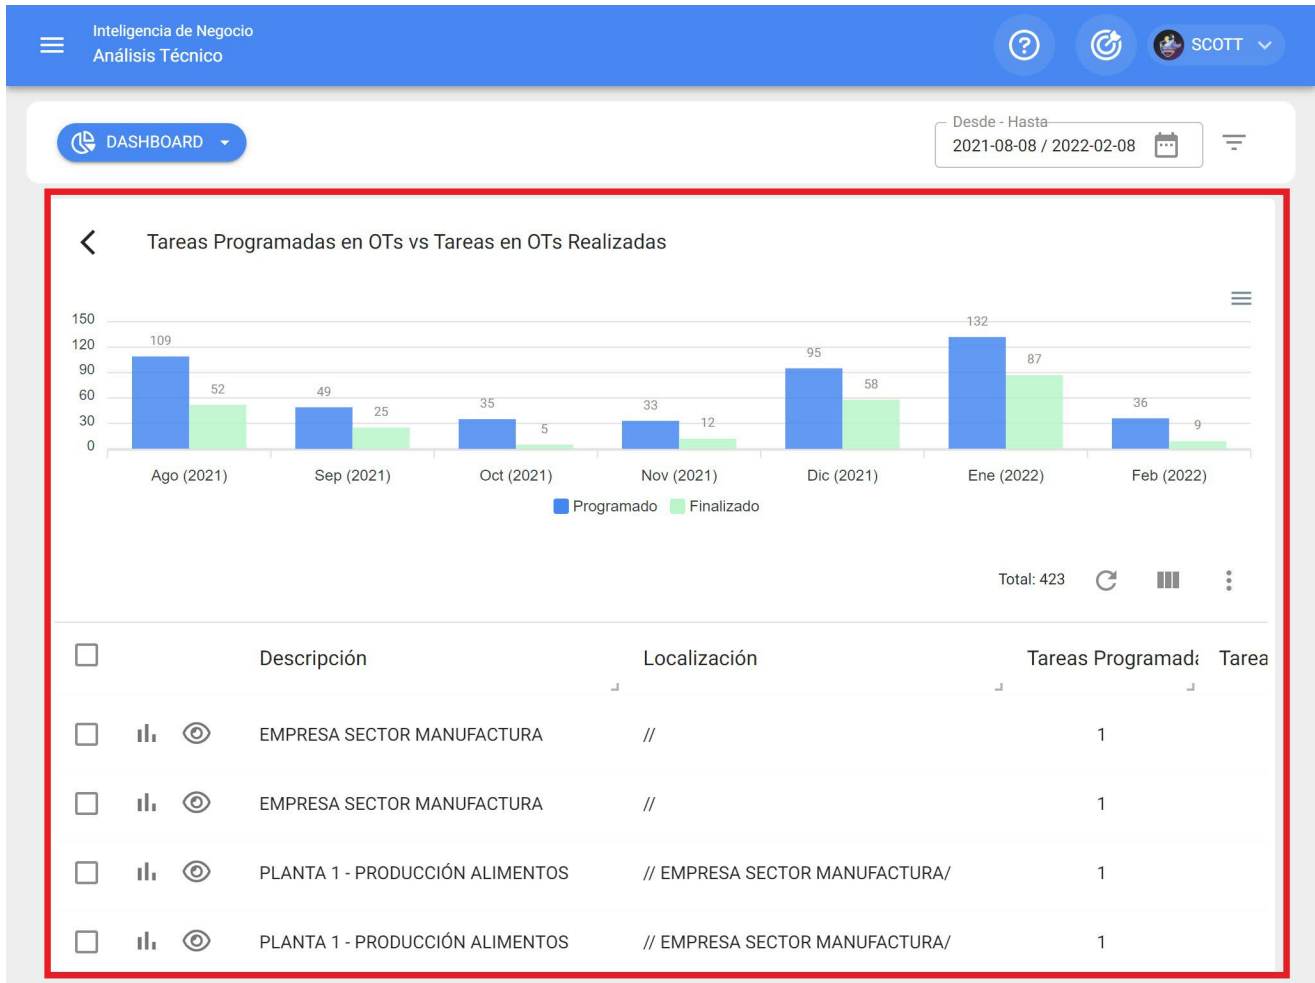 Inteligencia de Negocio
Análisis Técnico
SCOTT
DASHBOARD
Desde - Hasta
2021-08-08 / 2022-02-08
Tareas Programadas en OTs vs Tareas en OTs Realizadas
150
120
90
60
30
0
109
52
49
25
35
5
33
12
95
58
132
87
36
9
Ago (2021) Sep (2021) Oct (2021) Nov (2021) Dic (2021) Ene (2022) Feb (2022)
Programado Finalizado
Total: 423
Descripción Localización Tareas Programada Tarea
EMPRESA SECTOR MANUFACTURA // 1
EMPRESA SECTOR MANUFACTURA // 1
PLANTA 1 - PRODUCCIÓN ALIMENTOS // EMPRESA SECTOR MANUFACTURA/ 1
PLANTA 1 - PRODUCCIÓN ALIMENTOS // EMPRESA SECTOR MANUFACTURA/ 1